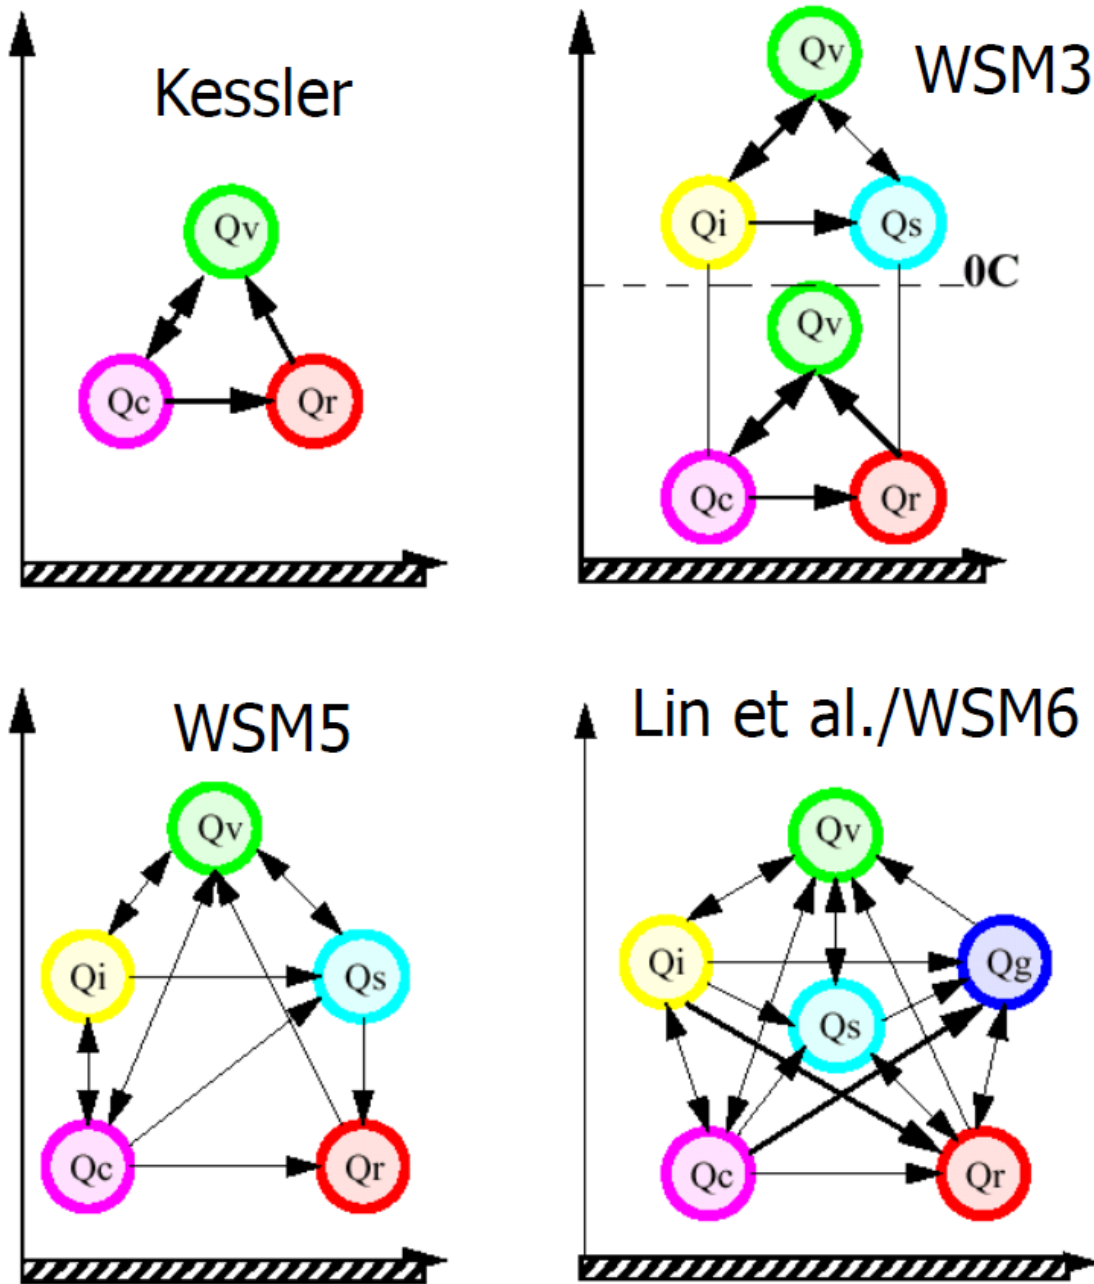 Kessler
Qv
Qc
Qr
WSM3
Qv
Qi
Qs
0C
Qv
Qc
Qr
WSM5
Qv
Qi
Qs
Qc
Qr
Lin et al./WSM6
Qv
Qi
Qg
Qs
Qc
Qr